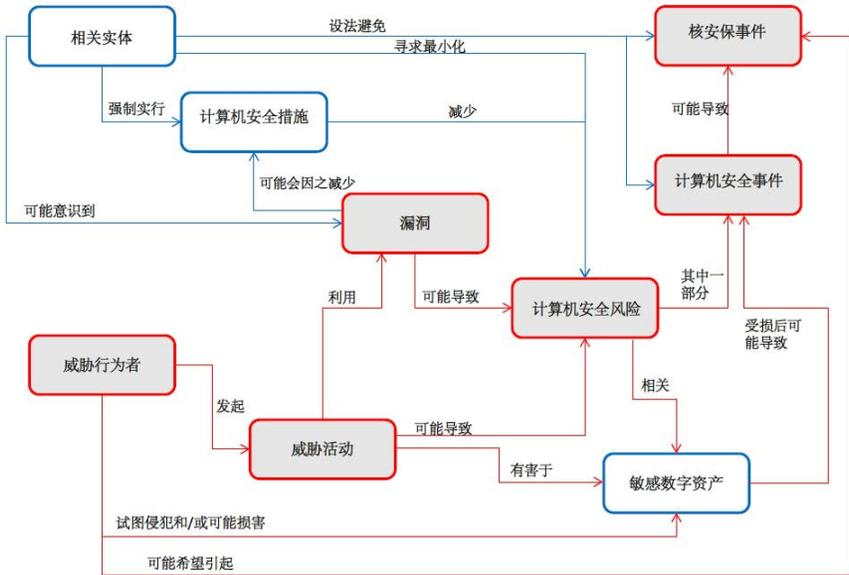 相关实体
设法避免
核安保事件
寻求最小化
强制实行
计算机安全措施
减少
可能导致
可能会因之减少
计算机安全事件
可能意识到
漏洞
利用
可能导致
计算机安全风险
其中一
部分
受损后可
能导致
威胁行为者
发起
相关
威胁活动
可能导致
有害于
敏感数字资产
试图侵犯和/或可能损害
可能希望引起